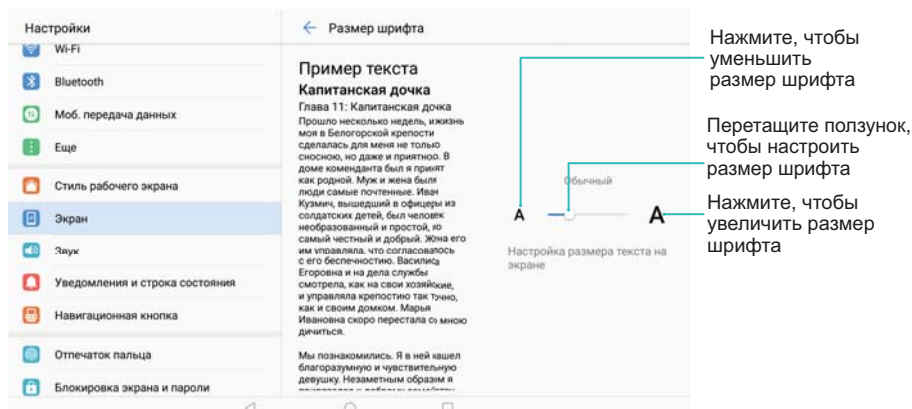 Настройки
Wi-Fi
Bluetooth
Моб. передача данных
Еще
Стиль рабочего экрана
Экран
Звук
Уведомления и строка состояния
Навигационная кнопка
Отпечаток пальца
Блокировка экрана и пароли
Размер шрифта
Пример текста
Капитанская дочка
Глава 11: Капитанская дочка
Прошло несколько недель, ижизнь
моя в Белогорской крепости
сделалась для меня не только
сносною, но даже и приятноо. В
доме коменданта был я принят
как родной. Муж и жена были
люди самые почтенные. Иван
Кузмич, вышедший в офицеры из
солдатских детей, был человек
необразованный и простой, но
самый честный и добрый. Жена его
им управляла, что согласовалось
с его беспечностию. Василиса
Егоровна и на дела службы
смотрела, как на свои хозяйские,
и управляла крепостию так точно,
как и своим домком. Марья
Ивановна скоро перестала со мною
дичиться.
Мы познакомились. Я в ней нашел
благоразумную и чувствительную
девушку. Незаметным образом я
Обычный
A
A
Настройка размера текста на
экране
Нажмите, чтобы
уменьшить
размер шрифта
Перетащите ползунок,
чтобы настроить
размер шрифта
Нажмите, чтобы
увеличить размер
шрифта